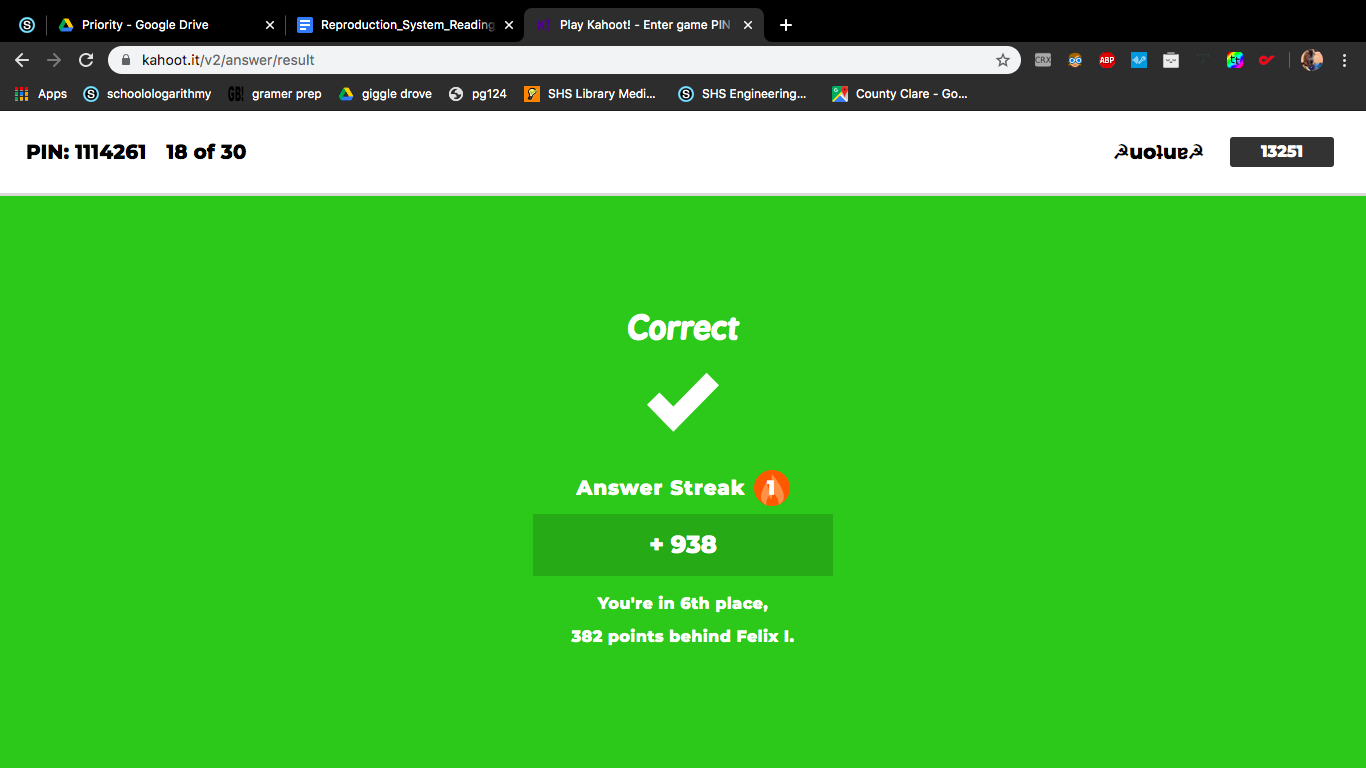 Priority - Google Drive
Reproduction_System_Reading
Play Kahoot! - Enter game PIN
kahoot.it/v2/answer/result
CRX
ABP
Apps
schoolologarithmy
GB!
gramer prep
giggle drove
pg124
SHS Library Medi...
SHS Engineering...
County Clare - Go...
PIN: 1114261 18 of 30
☭ɐnʇon☭ 13251
Correct
Answer Streak 1
+ 938
You're in 6th place,
382 points behind Felix I.